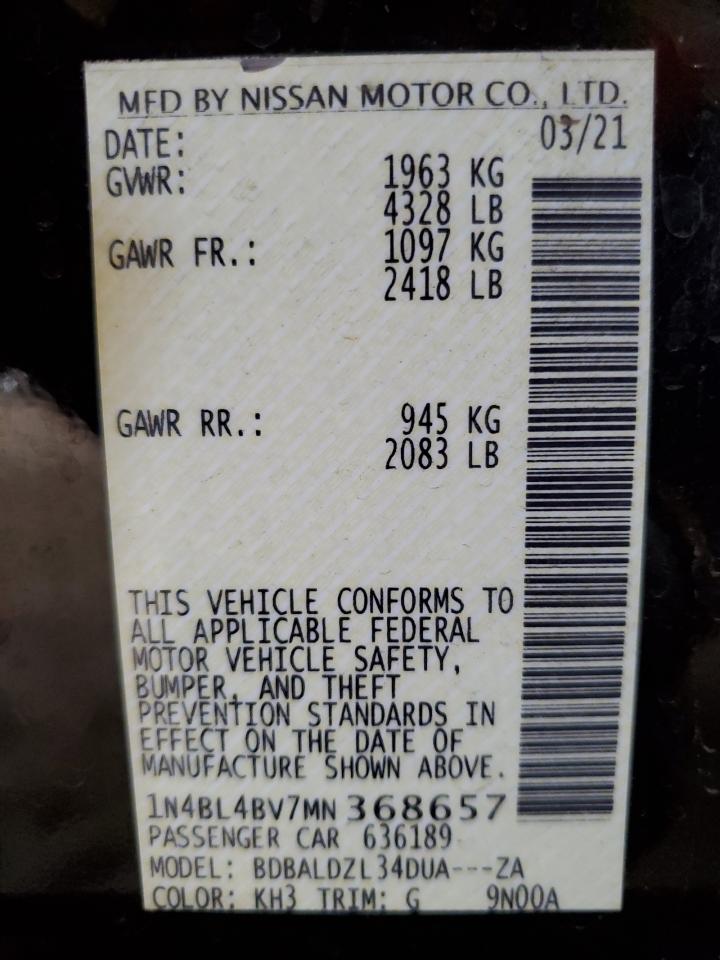 MFD BY NISSAN MOTOR CO., LTD.
DATE: 03/21
GVWR: 1963 KG
4328 LB
GAWR FR.: 1097 KG
2418 LB
GAWR RR.: 945 KG
2083 LB
THIS VEHICLE CONFORMS TO
ALL APPLICABLE FEDERAL
MOTOR VEHICLE SAFETY,
BUMPER, AND THEFT
PREVENTION STANDARDS IN
EFFECT ON THE DATE OF
MANUFACTURE SHOWN ABOVE.
1N4BL4BV7MN368657
PASSENGER CAR 636189
MODEL: BDBALDZL34DUA---ZA
COLOR: KH3 TRIM: G 9N00A